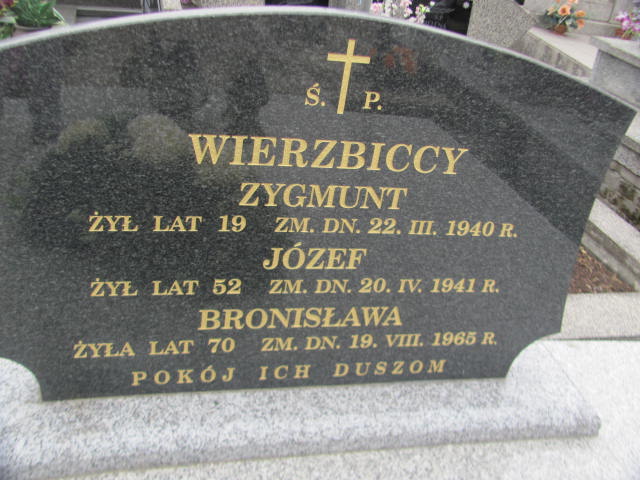 Ś. P.
WIERZBICCY
ZYGMUNT
ŻYŁ LAT 19 ZM. DN. 22. III. 1940 R.
JÓZEF
ŻYŁ LAT 52 ZM. DN. 20. IV. 1941 R.
BRONISŁAWA
ŻYŁA LAT 70 ZM. DN. 19. VIII. 1965 R.
POKÓJ ICH DUSZOM